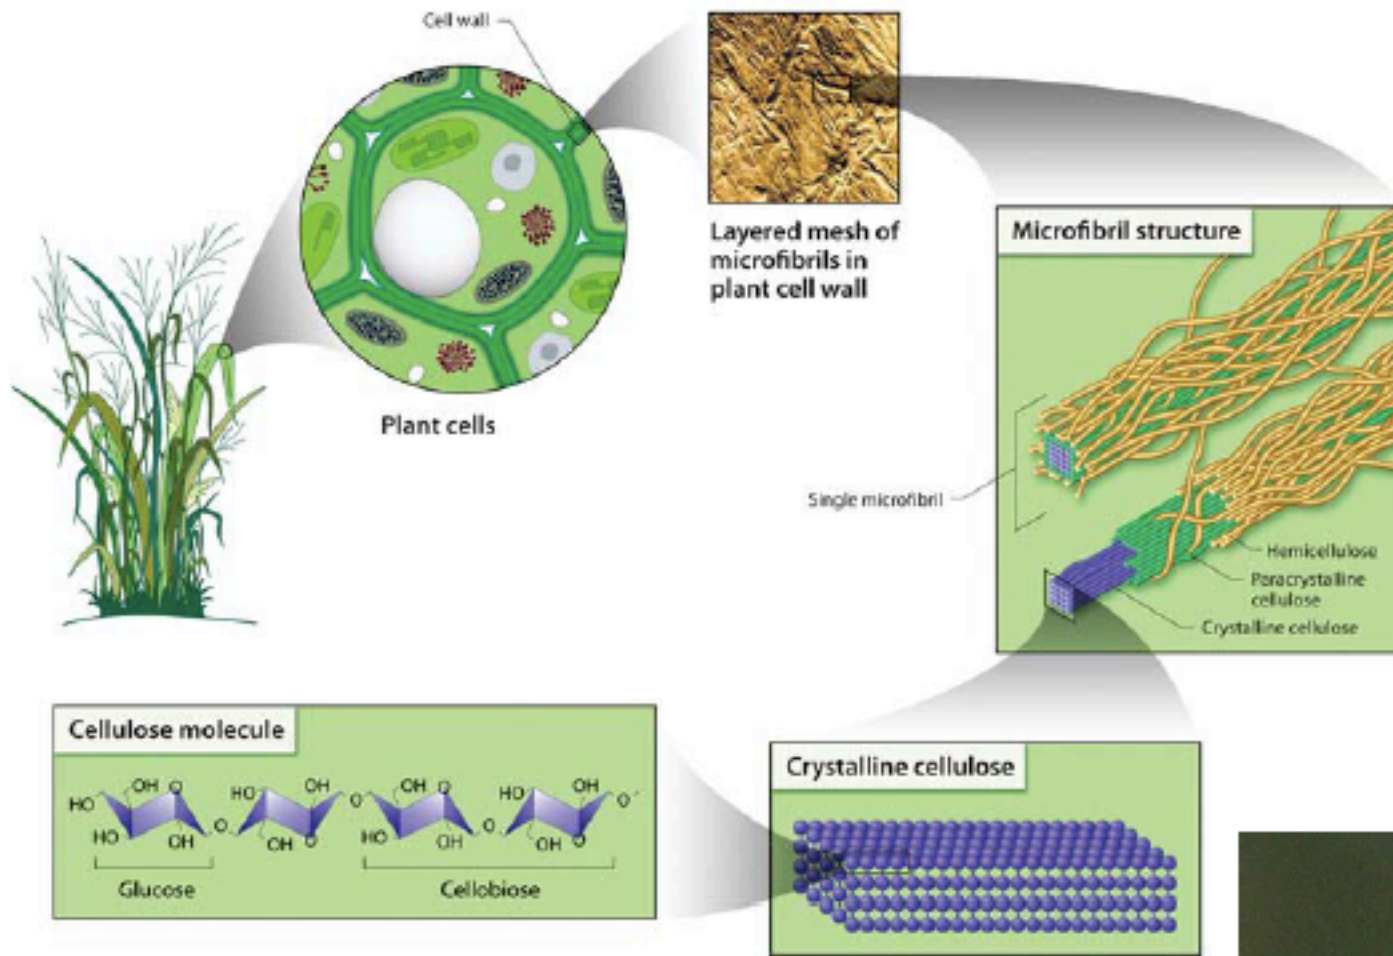 Cell wall
Layered mesh of
microfibrils in
plant cell wall
Plant cells
Microfibril structure
Single microfibril
Hemicellulose
Paracrystalline
cellulose
Crystalline cellulose
Cellulose molecule
HO OH O HO OH O OH O HO OH O
HO OH O O HO OH O OH O
Glucose
Cellobiose
Crystalline cellulose